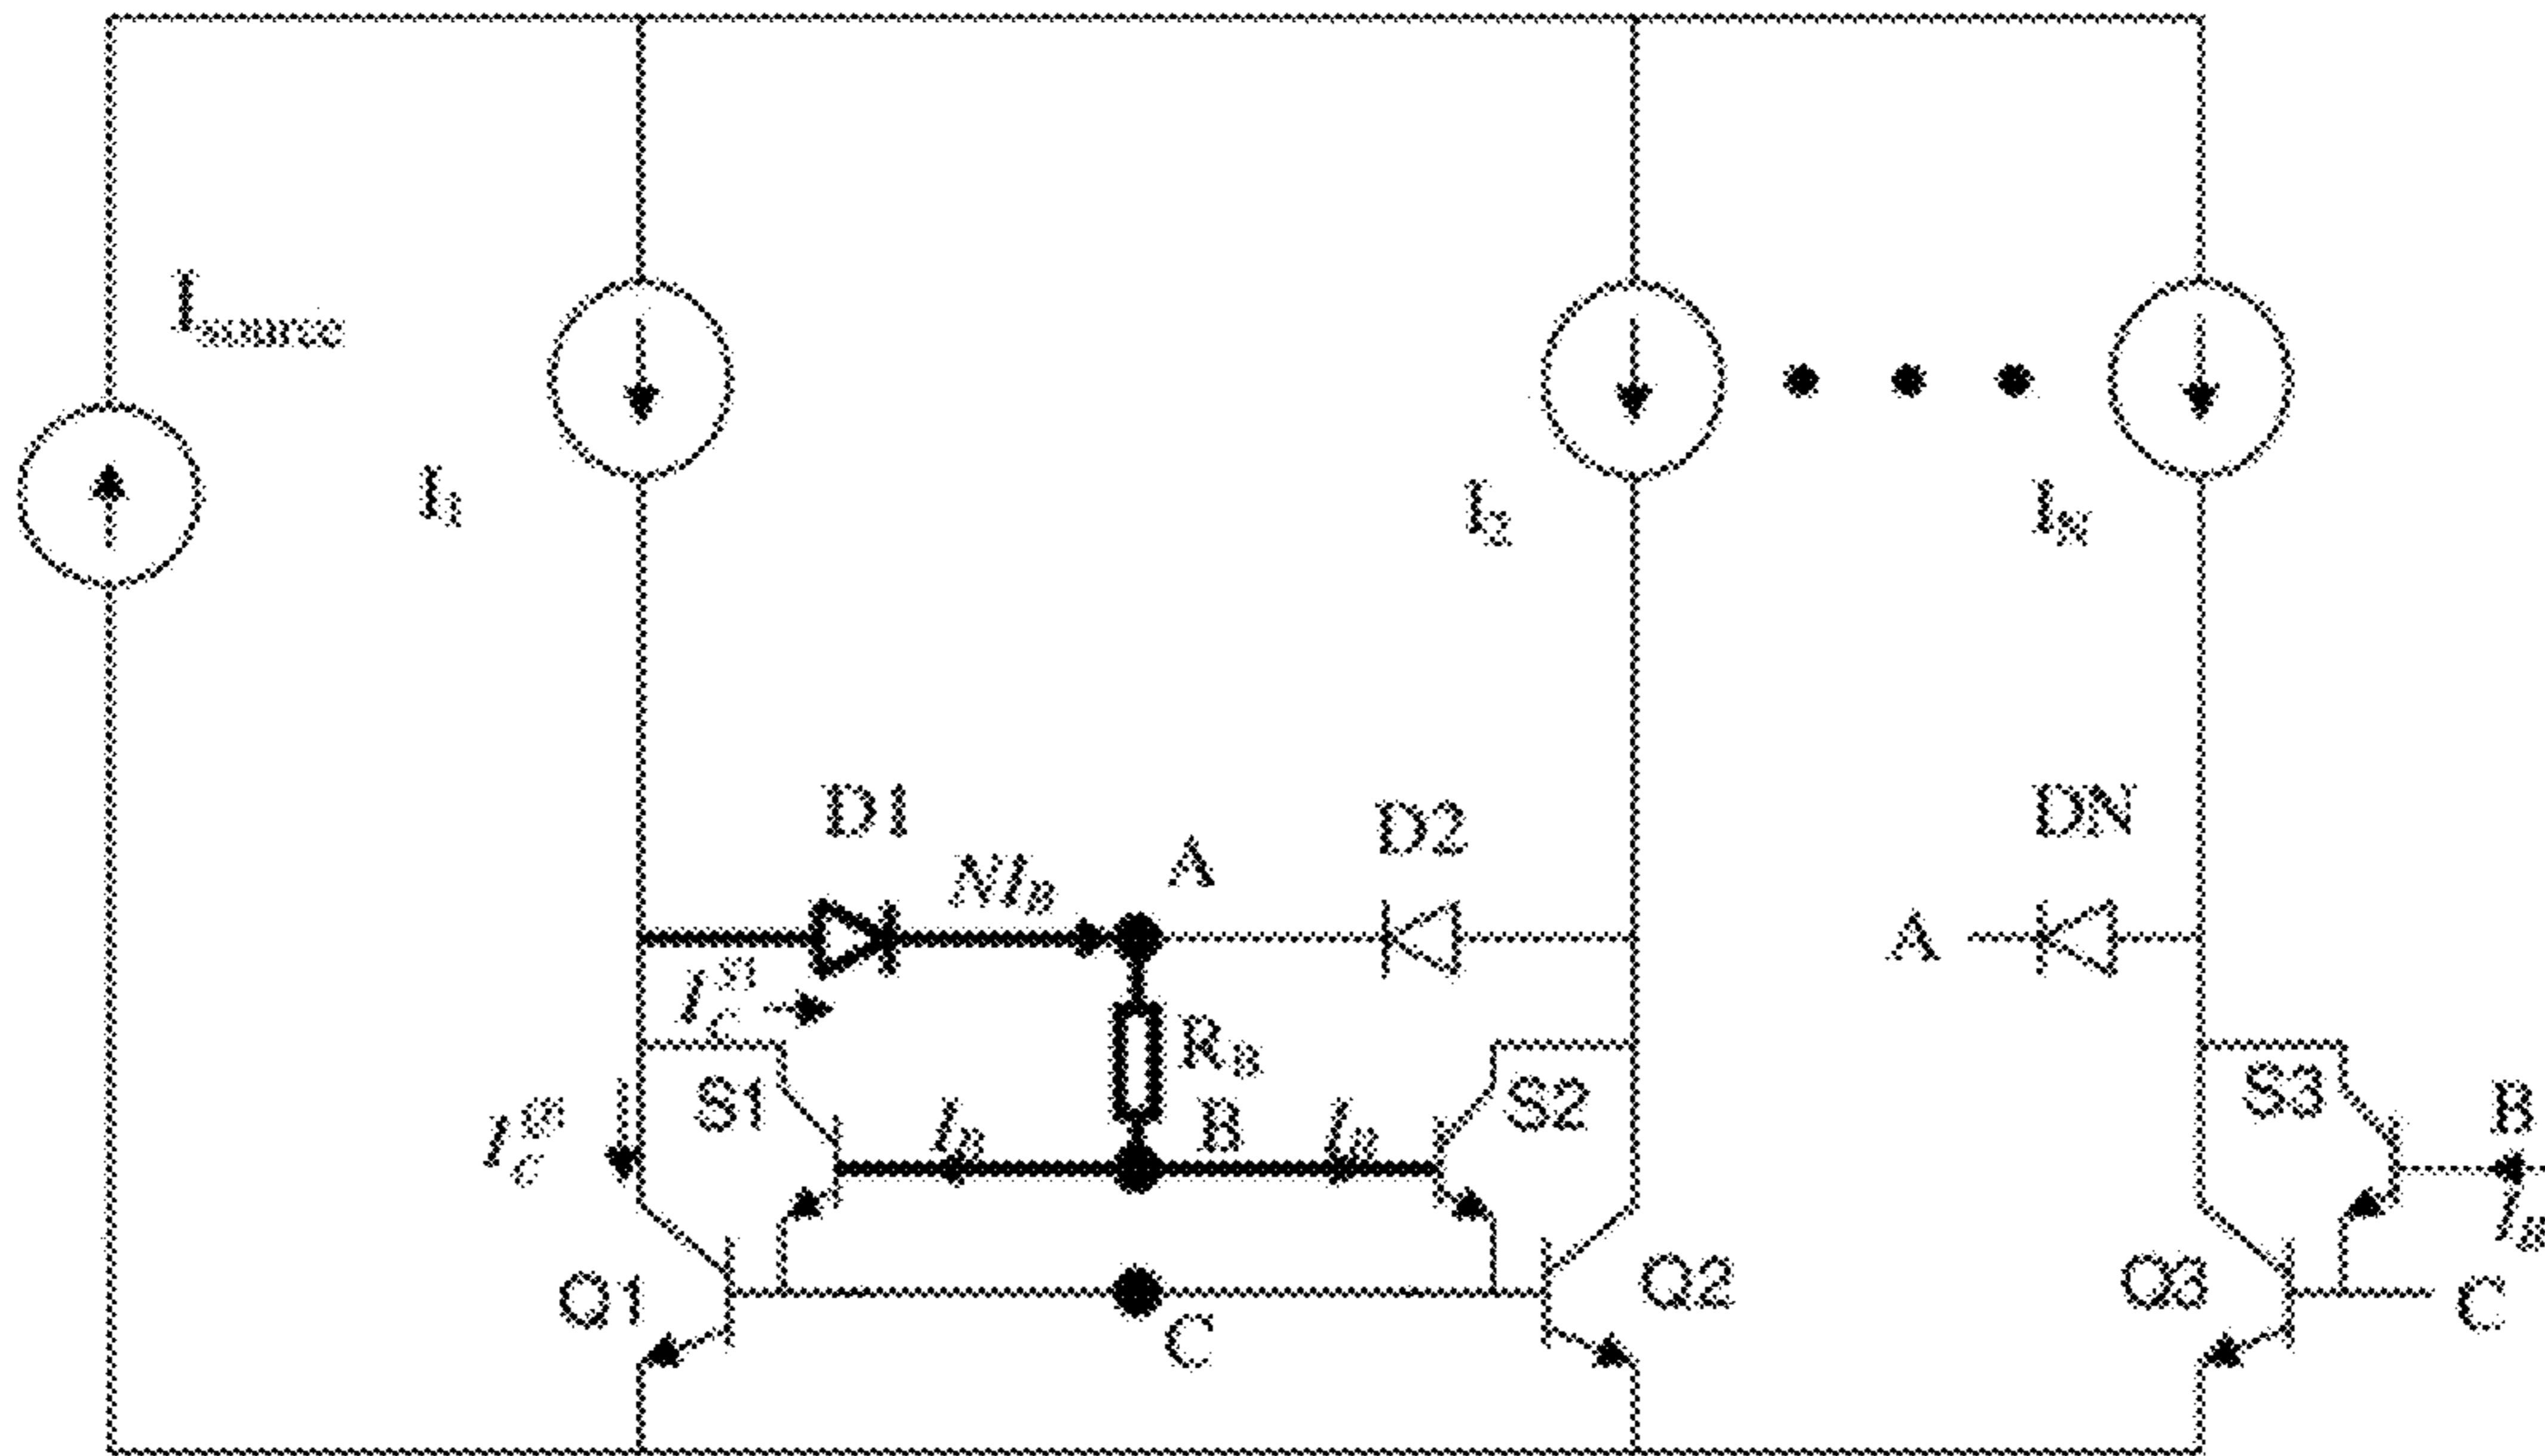 I_source
I_1
I_2
I_N
D1
D2
DN
NI_B
A
A
I_C^S1
R_B
S1
S2
S3
I_B
B
I_B
B
I_B
Q1
Q2
Q3
C
C